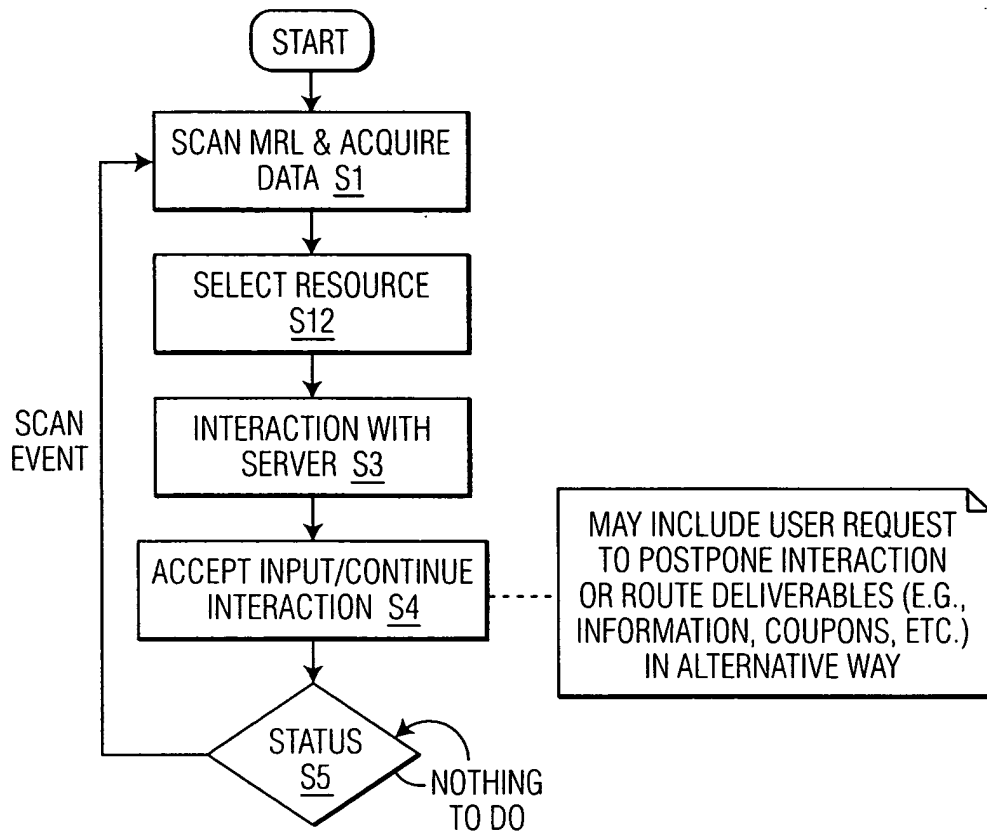 START
SCAN MRL & ACQUIRE
DATA S1
SELECT RESOURCE
S12
INTERACTION WITH
SERVER S3
SCAN
EVENT
ACCEPT INPUT/CONTINUE
INTERACTION S4
MAY INCLUDE USER REQUEST
TO POSTPONE INTERACTION
OR ROUTE DELIVERABLES (E.G.,
INFORMATION, COUPONS, ETC.)
IN ALTERNATIVE WAY
STATUS
S5
NOTHING
TO DO